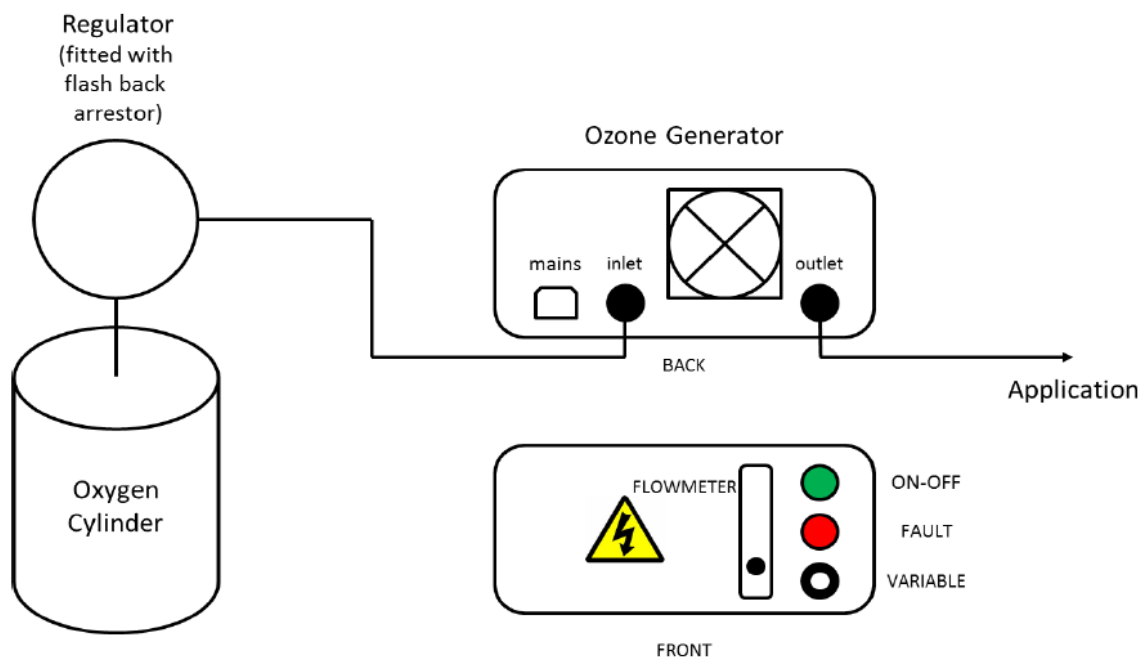 Regulator
(fitted with
flash back
arrestor)
Ozone Generator
mains
inlet
outlet
BACK
Application
Oxygen
Cylinder
FLOWMETER
ON-OFF
FAULT
VARIABLE
FRONT